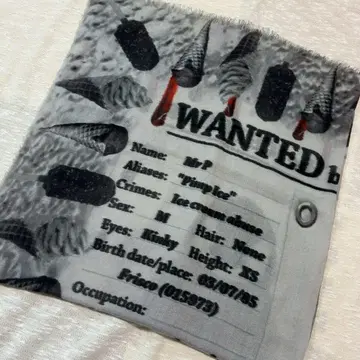 WANTED b
Name: Mr P
Aliases: "Pimp Ice"
Crimes: Ice cream abuse
Sex: M Hair: None
Eyes: Kinky Height: XS
Birth date/place: 03/07/85
Frisco (015973)
Occupation: